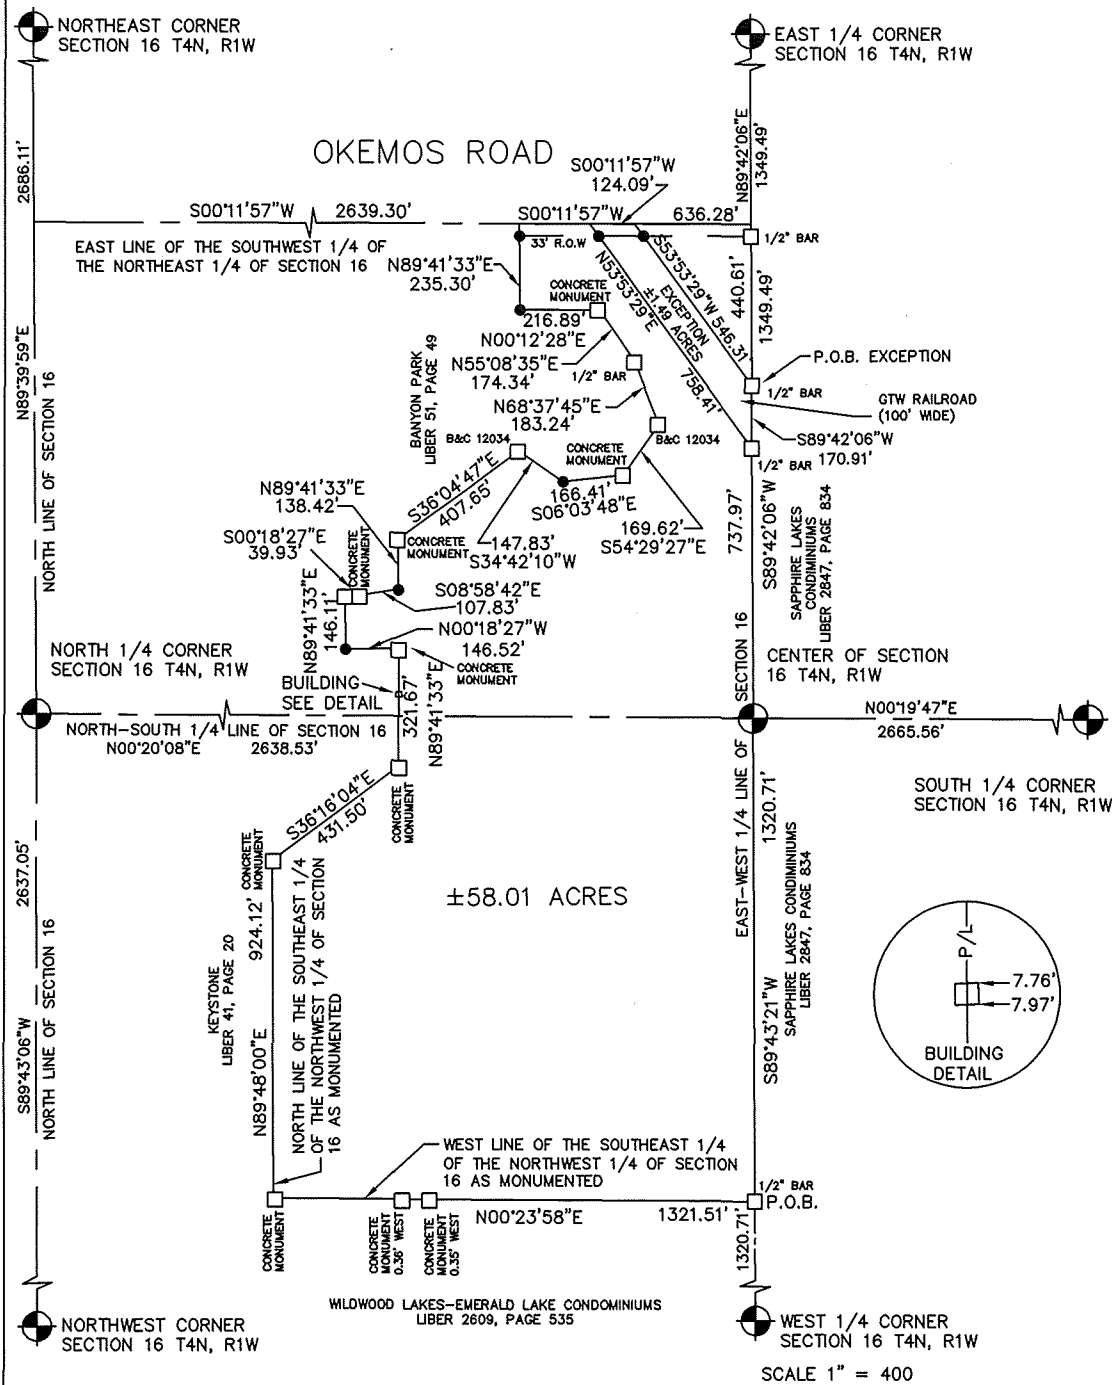 NORTHEAST CORNER
SECTION 16 T4N, R1W
EAST 1/4 CORNER
SECTION 16 T4N, R1W
2686.11'
N89°39'59"E
NORTH LINE OF SECTION 16
N89°42'06"E
1349.49'
OKEMOS ROAD
S00°11'57"W
124.09'
S00°11'57"W 2639.30'
S00°11'57"W
636.28'
EAST LINE OF THE SOUTHWEST 1/4 OF
THE NORTHEAST 1/4 OF SECTION 16
33' R.O.W
1/2" BAR
N89°41'33"E
235.30'
CONCRETE
MONUMENT
216.89'
N00°12'28"E
N53°53'29"E
758.41'
EXCEPTION
±1.49 ACRES
S53°53'29"W 546.31'
440.61'
1349.49'
N55°08'35"E
174.34'
1/2" BAR
P.O.B. EXCEPTION
1/2" BAR
GTW RAILROAD
(100' WIDE)
BANYON PARK
LIBER 51, PAGE 49
N68°37'45"E
183.24'
B&C 12034
B&C 12034
S89°42'06"W
170.91'
1/2" BAR
CONCRETE
MONUMENT
S36°04'47"E
407.65'
166.41'
S06°03'48"E
169.62'
S54°29'27"E
147.83'
S34°42'10"W
N89°41'33"E
138.42'
CONCRETE
MONUMENT
S00°18'27"E
39.93'
CONCRETE
MONUMENT
737.97'
S89°42'06"W
SAPPHIRE LAKES
CONDIMINIUMS
LIBER 2847, PAGE 834
S08°58'42"E
107.83'
N89°41'33"E
146.11'
N00°18'27"W
146.52'
CONCRETE
MONUMENT
NORTH 1/4 CORNER
SECTION 16 T4N, R1W
BUILDING
SEE DETAIL
321.67'
N89°41'33"E
CENTER OF SECTION
16 T4N, R1W
NORTH-SOUTH 1/4 LINE OF SECTION 16
N00°20'08"E 2638.53'
N00°19'47"E
2665.56'
SOUTH 1/4 CORNER
SECTION 16 T4N, R1W
EAST-WEST 1/4 LINE OF SECTION 16
1320.71'
S89°43'21"W
SAPPHIRE LAKES CONDIMINIUMS
LIBER 2847, PAGE 834
S36°16'04"E
431.50'
CONCRETE
MONUMENT
CONCRETE
MONUMENT
±58.01 ACRES
2637.05'
S89°43'06"W
NORTH LINE OF SECTION 16
KEYSTONE
LIBER 41, PAGE 20
924.12'
N89°48'00"E
NORTH LINE OF THE SOUTHEAST 1/4
OF THE NORTHWEST 1/4 OF SECTION
16 AS MONUMENTED
P/L
7.76'
7.97'
BUILDING
DETAIL
WEST LINE OF THE SOUTHEAST 1/4
OF THE NORTHWEST 1/4 OF SECTION
16 AS MONUMENTED
1/2" BAR
P.O.B.
N00°23'58"E
1321.51'
CONCRETE
MONUMENT
CONCRETE
MONUMENT
0.36' WEST
CONCRETE
MONUMENT
0.35' WEST
1320.71'
WILDWOOD LAKES-EMERALD LAKE CONDOMINIUMS
LIBER 2609, PAGE 535
NORTHWEST CORNER
SECTION 16 T4N, R1W
WEST 1/4 CORNER
SECTION 16 T4N, R1W
SCALE 1" = 400